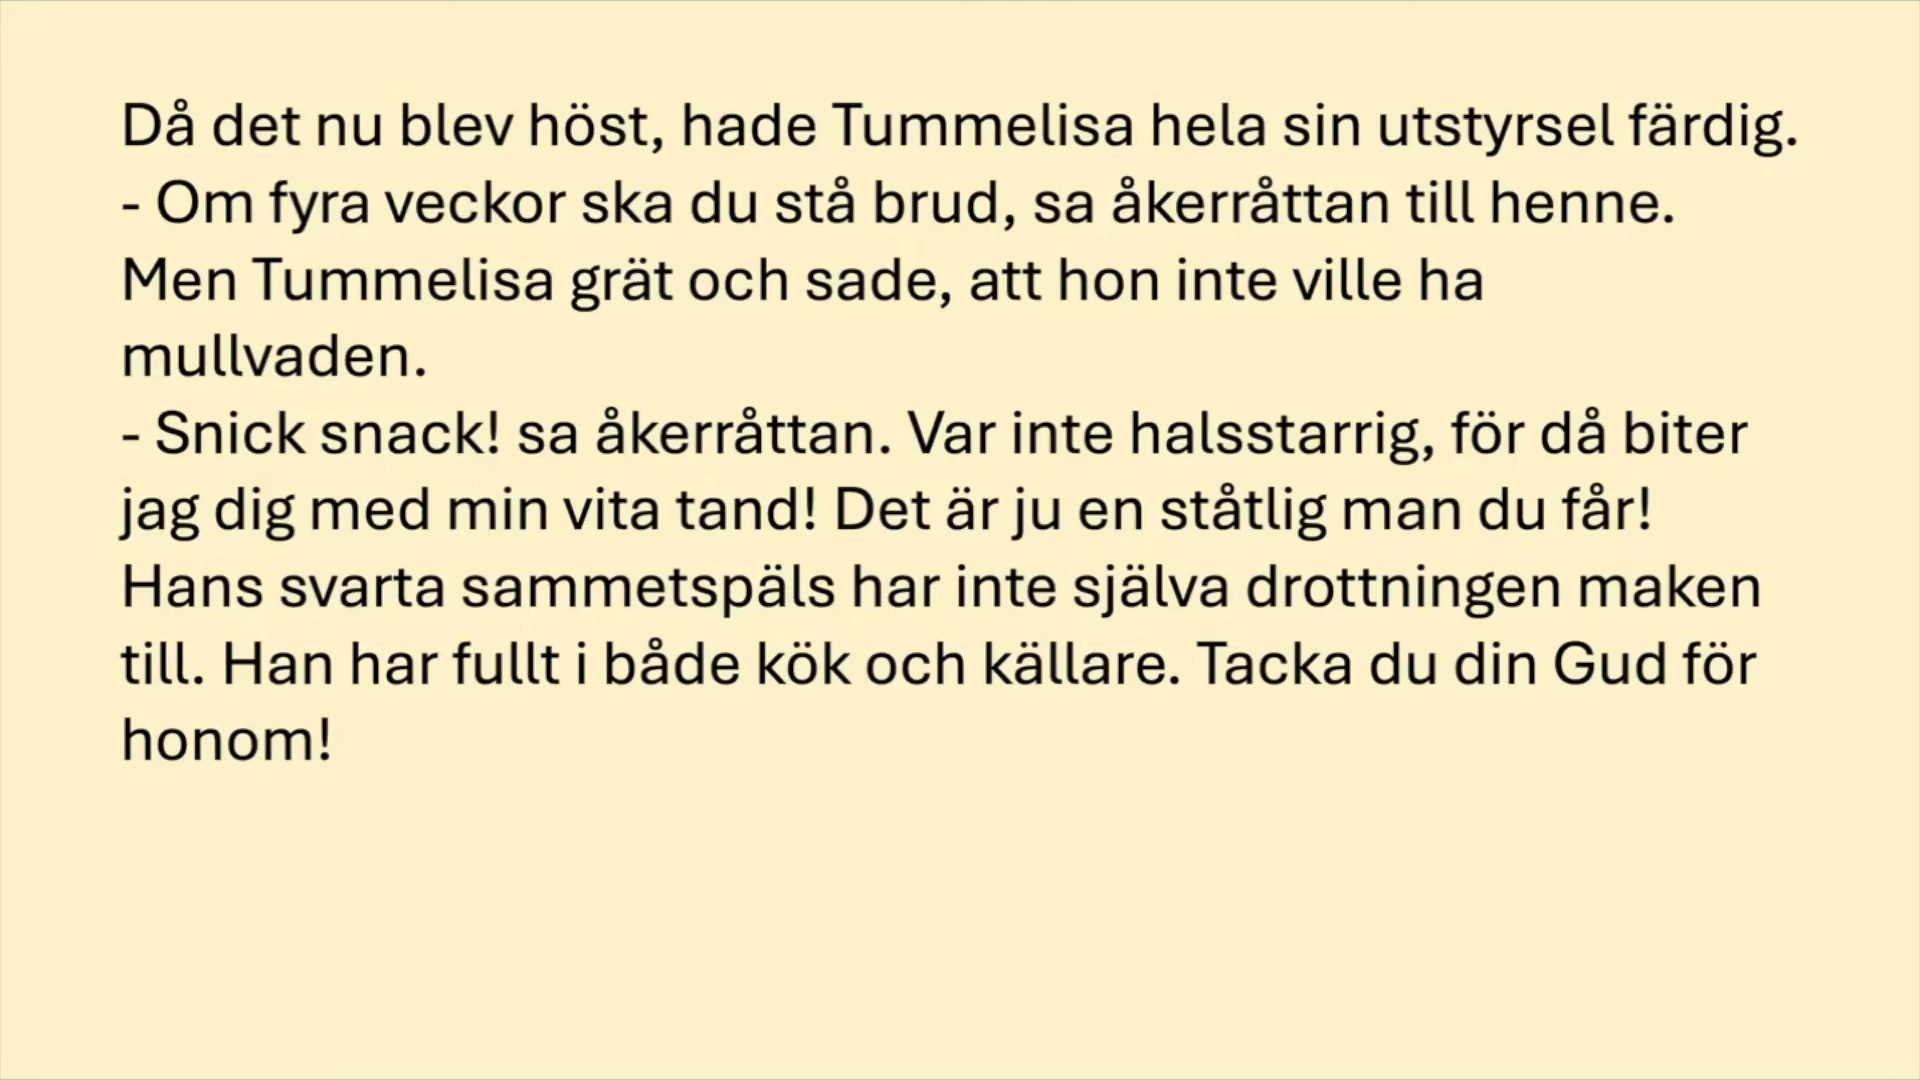 Då det nu blev höst, hade Tummelisa hela sin utstyrsel färdig.
- Om fyra veckor ska du stå brud, sa åkerråttan till henne.
Men Tummelisa grät och sade, att hon inte ville ha
mullvaden.
- Snick snack! sa åkerråttan. Var inte halsstarrig, för då biter
jag dig med min vita tand! Det är ju en ståtlig man du får!
Hans svarta sammetspäls har inte själva drottningen maken
till. Han har fullt i både kök och källare. Tacka du din Gud för
honom!